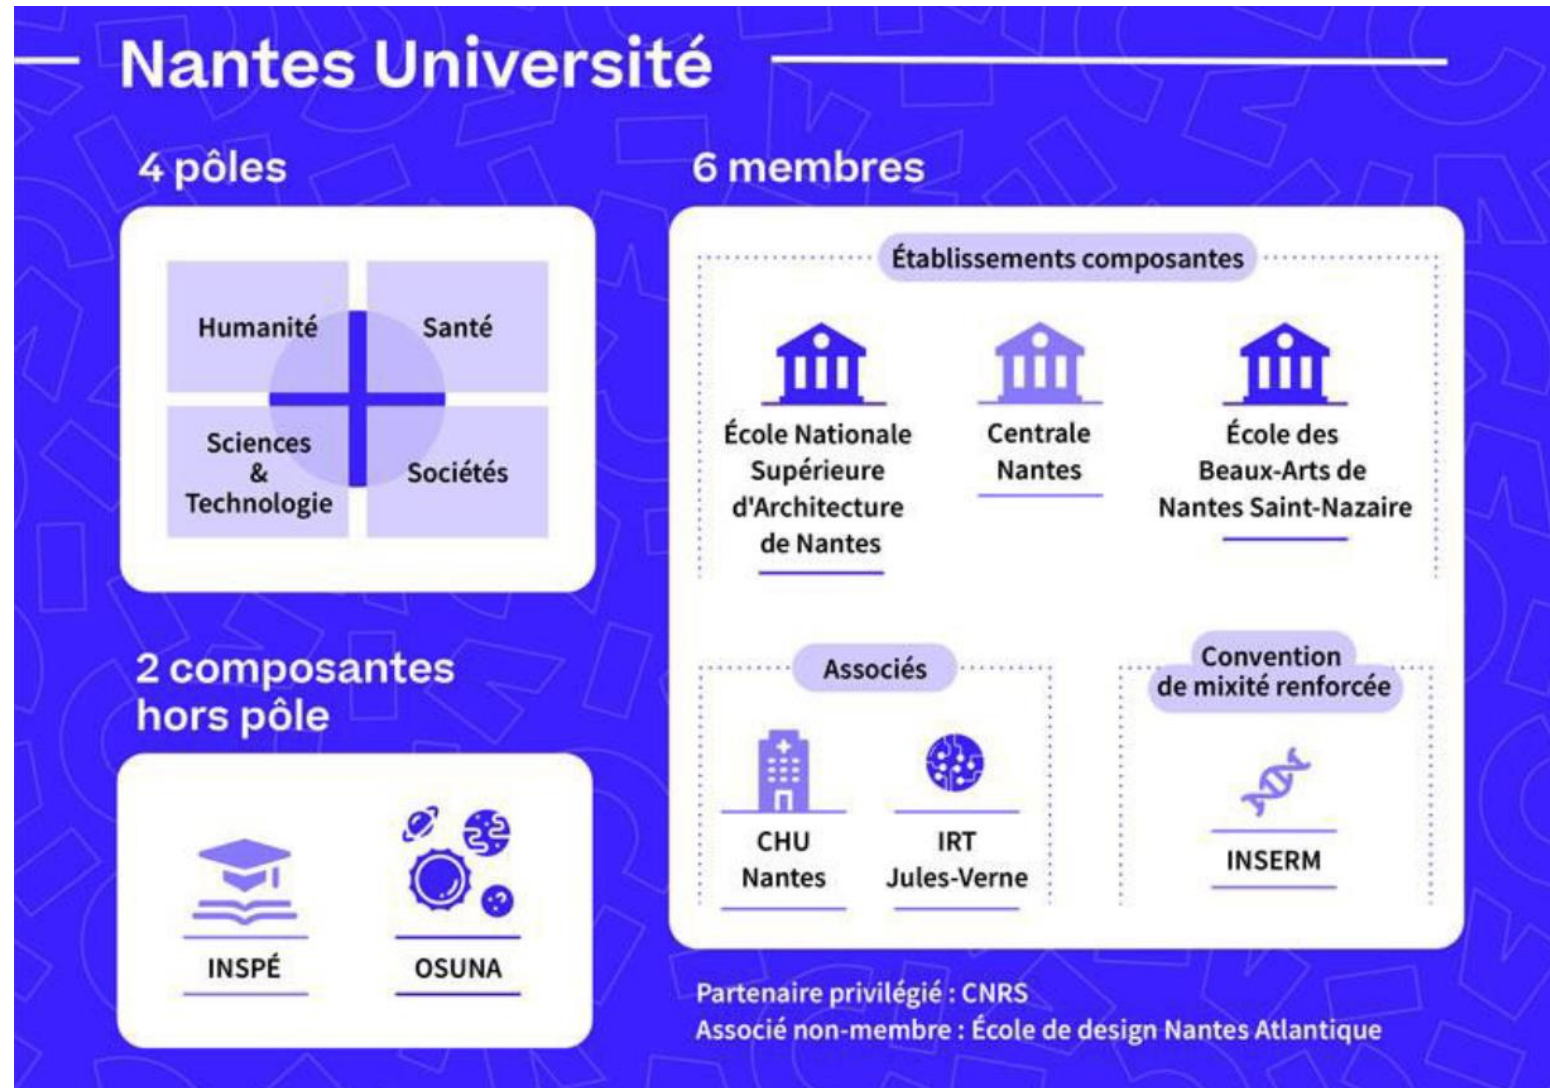 Nantes Université
4 pôles
Humanité
Santé
Sciences
&
Technologie
Sociétés
2 composantes
hors pôle
INSPÉ
OSUNA
6 membres
Établissements composantes
École Nationale
Supérieure
d'Architecture
de Nantes
Centrale
Nantes
École des
Beaux-Arts de
Nantes Saint-Nazaire
Associés
CHU
Nantes
IRT
Jules-Verne
Convention
de mixité renforcée
INSERM
Partenaire privilégié : CNRS
Associé non-membre : École de design Nantes Atlantique